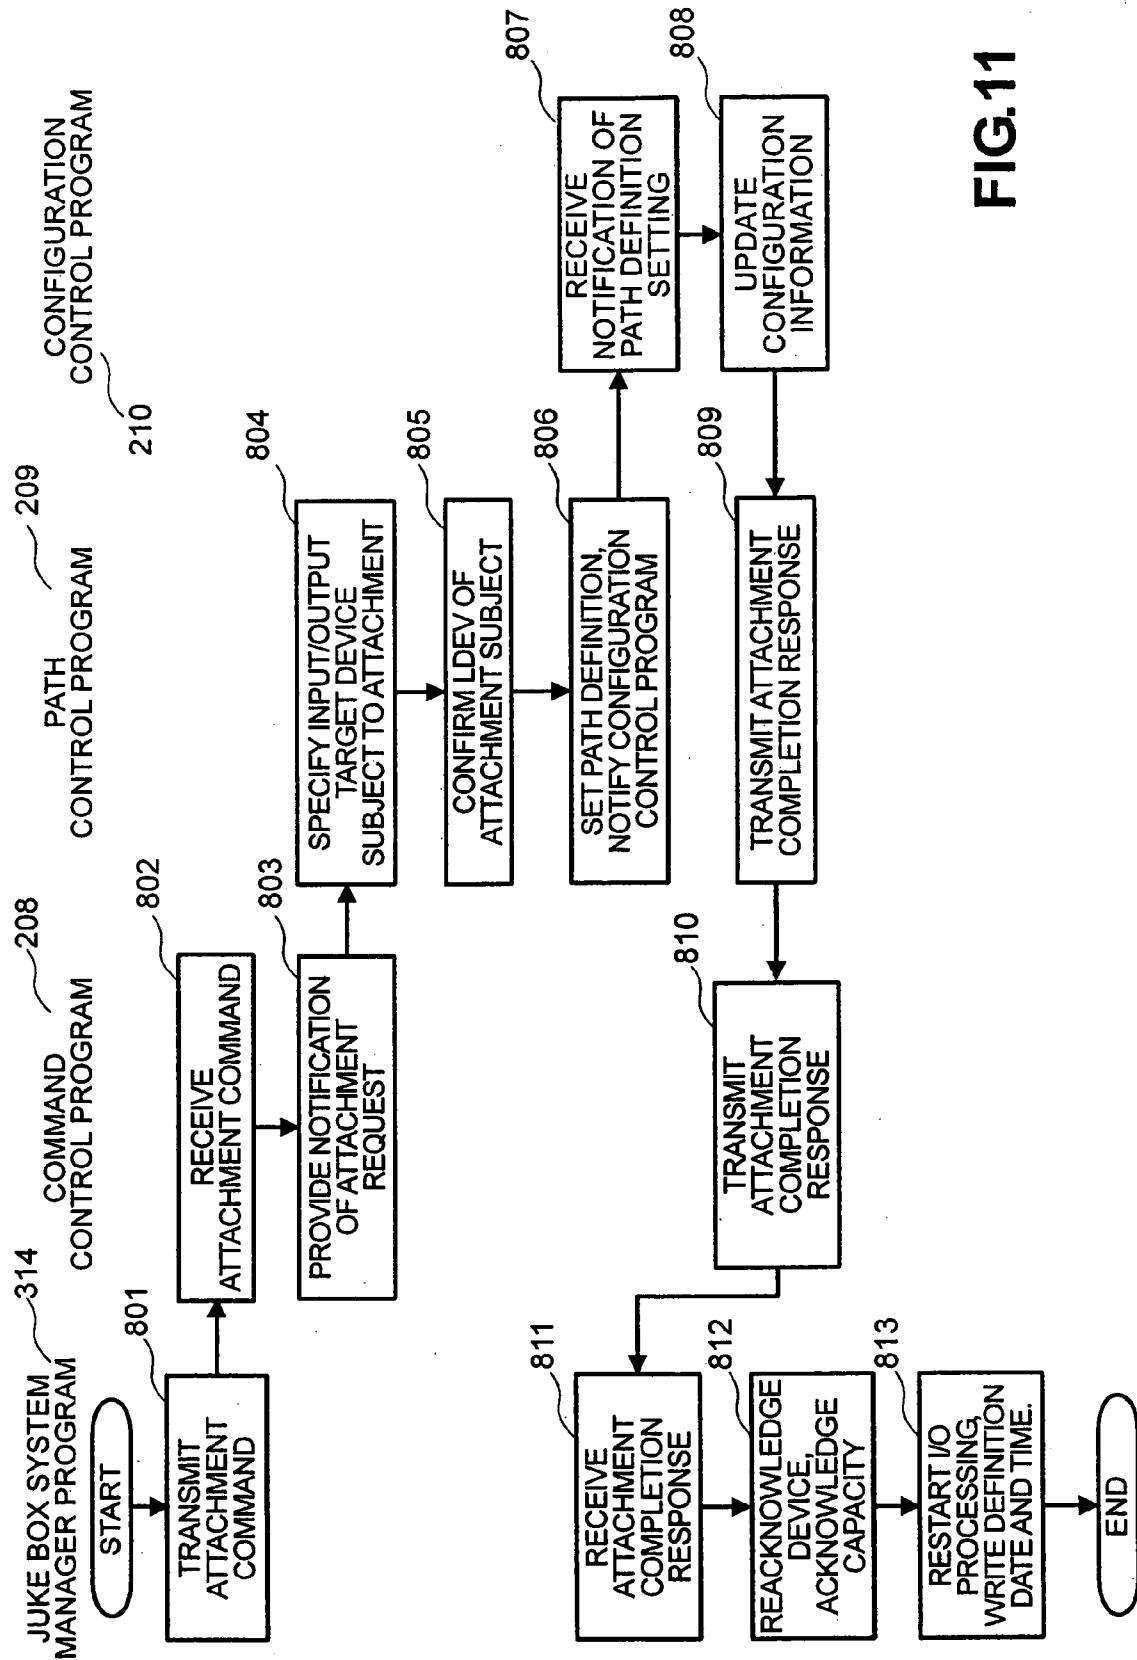 JUKE BOX SYSTEM
MANAGER PROGRAM
314
COMMAND
CONTROL PROGRAM
208
PATH
CONTROL PROGRAM
209
CONFIGURATION
CONTROL PROGRAM
210
START
801
TRANSMIT
ATTACHMENT
COMMAND
802
RECEIVE
ATTACHMENT COMMAND
803
PROVIDE NOTIFICATION
OF ATTACHMENT
REQUEST
804
SPECIFY INPUT/OUTPUT
TARGET DEVICE
SUBJECT TO ATTACHMENT
805
CONFIRM LDEV OF
ATTACHMENT SUBJECT
806
SET PATH DEFINITION,
NOTIFY CONFIGURATION
CONTROL PROGRAM
807
RECEIVE
NOTIFICATION OF
PATH DEFINITION
SETTING
808
UPDATE
CONFIGURATION
INFORMATION
809
TRANSMIT ATTACHMENT
COMPLETION RESPONSE
810
TRANSMIT
ATTACHMENT
COMPLETION
RESPONSE
811
RECEIVE
ATTACHMENT
COMPLETION
RESPONSE
812
REACKNOWLEDGE
DEVICE,
ACKNOWLEDGE
CAPACITY
813
RESTART I/O
PROCESSING,
WRITE DEFINITION
DATE AND TIME.
END
FIG.11